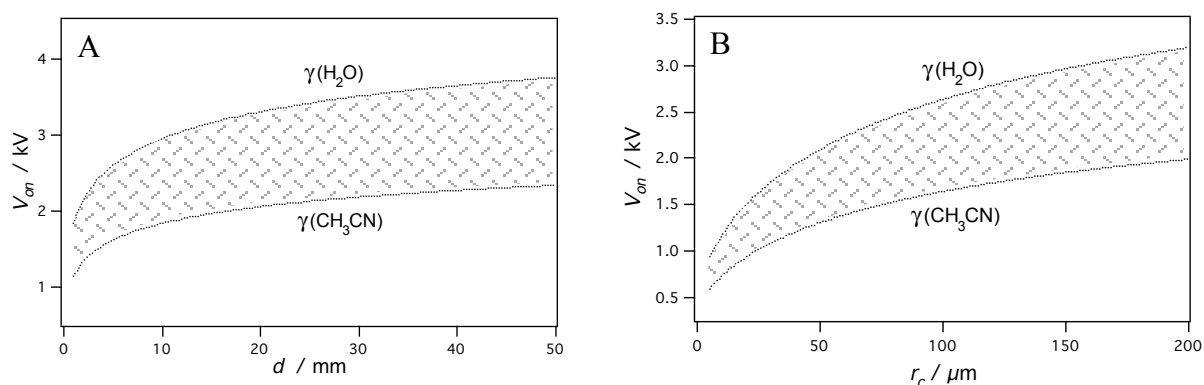 A
4
3
2
1
V_on / kV
γ(H₂O)
γ(CH₃CN)
0
10
20
30
40
50
d / mm
B
3.5
3.0
2.5
2.0
1.5
1.0
0.5
V_on / kV
γ(H₂O)
γ(CH₃CN)
0
50
100
150
200
r_c / μm